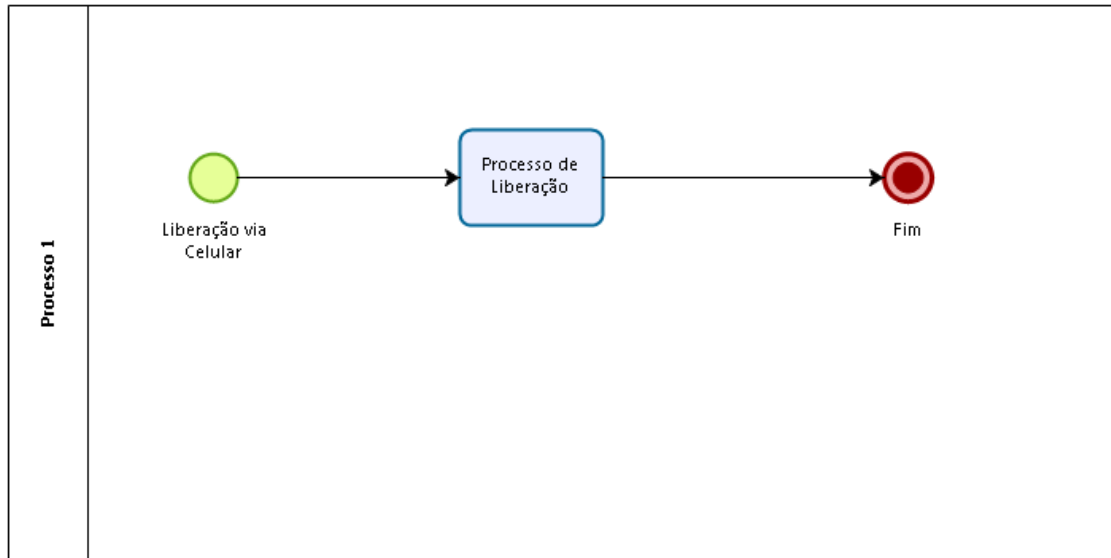 Processo 1
Liberação via
Celular
Processo de
Liberação
Fim